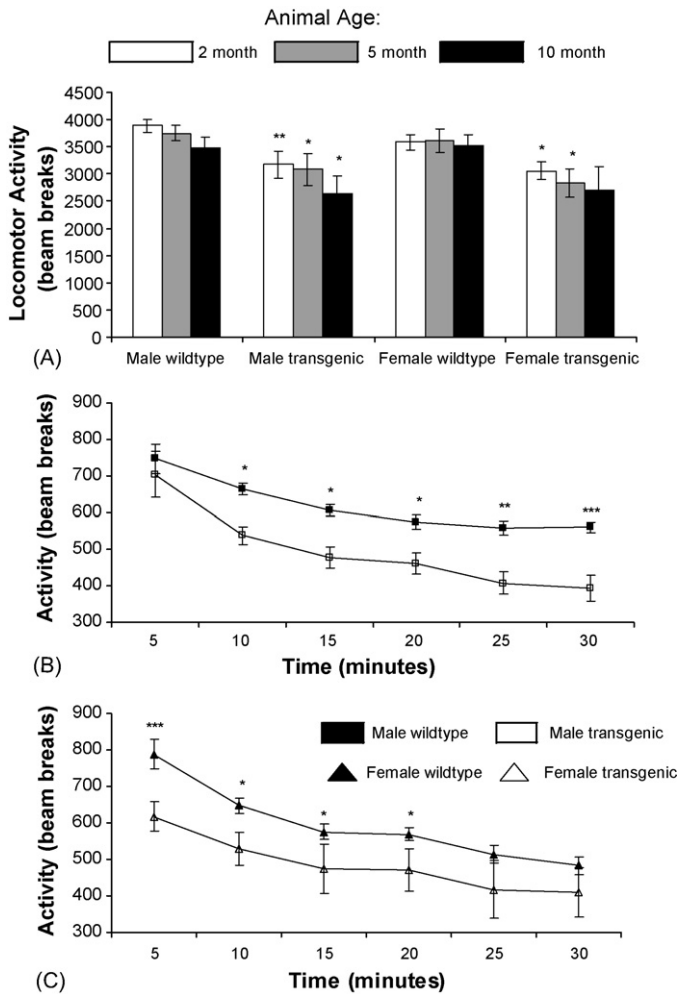 Animal Age:
2 month 5 month 10 month
Locomotor Activity
(beam breaks)
4500
4000
3500
3000
2500
2000
1500
1000
500
0
** * * * *
Male wildtype Male transgenic Female wildtype Female transgenic
(A)
Activity (beam breaks)
900
800
700
600
500
400
300
* * * ** ***
5 10 15 20 25 30
Time (minutes)
(B)
Activity (beam breaks)
900
800
700
600
500
400
300
*** * * *
Male wildtype Male transgenic
Female wildtype Female transgenic
5 10 15 20 25 30
Time (minutes)
(C)